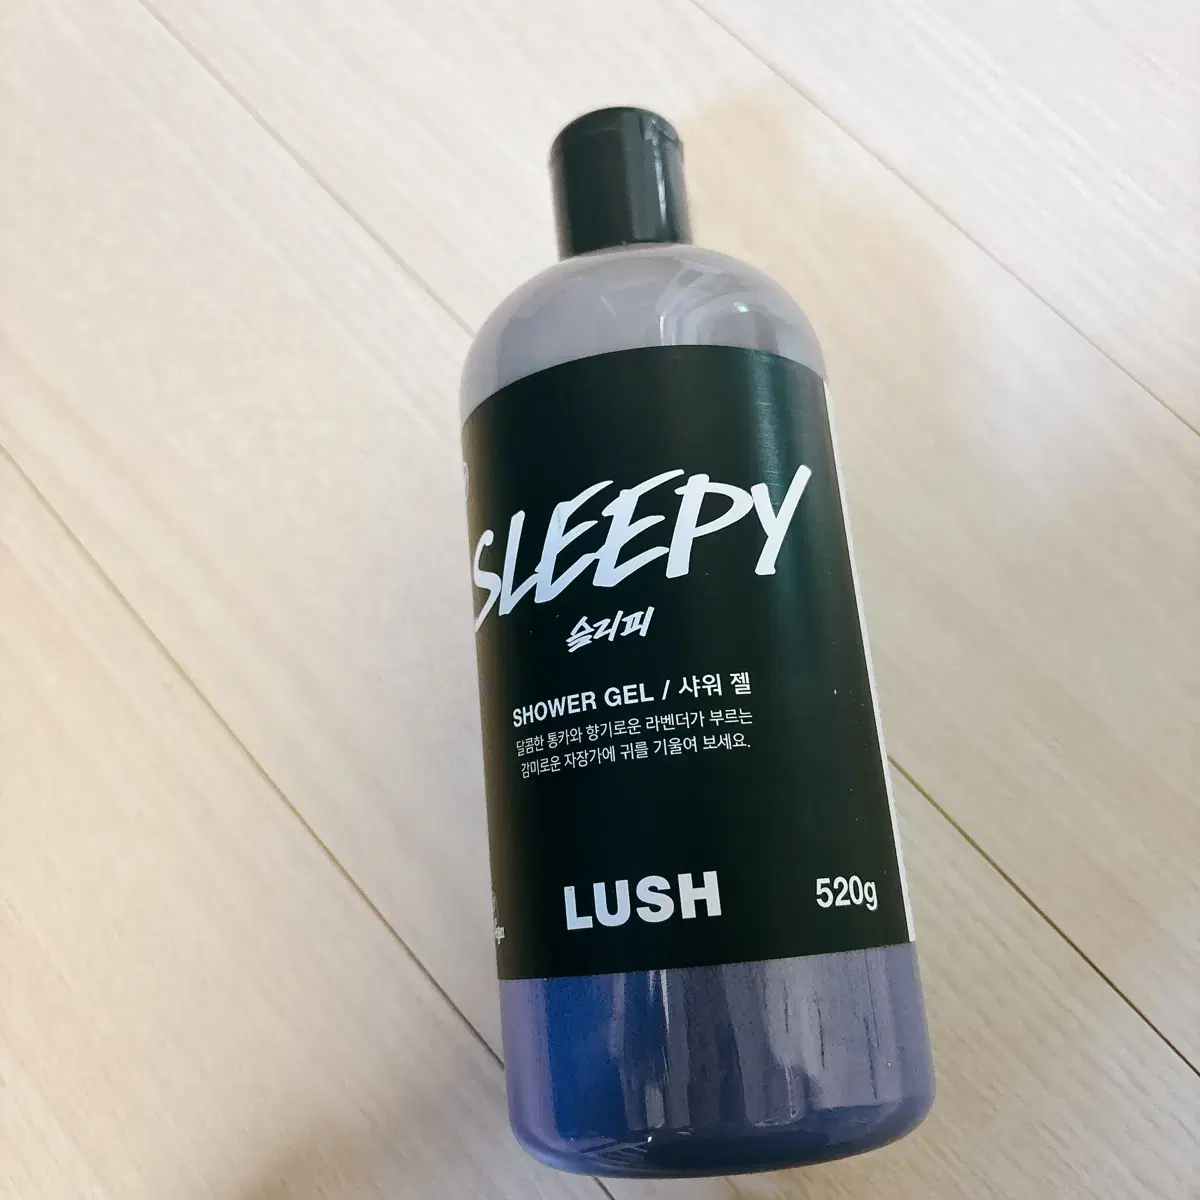 SLEEPY
슬리피
SHOWER GEL / 샤워 젤
달콤한 통카와 향기로운 라벤더가 부르는
감미로운 자장가에 귀를 기울여 보세요.
LUSH
520g